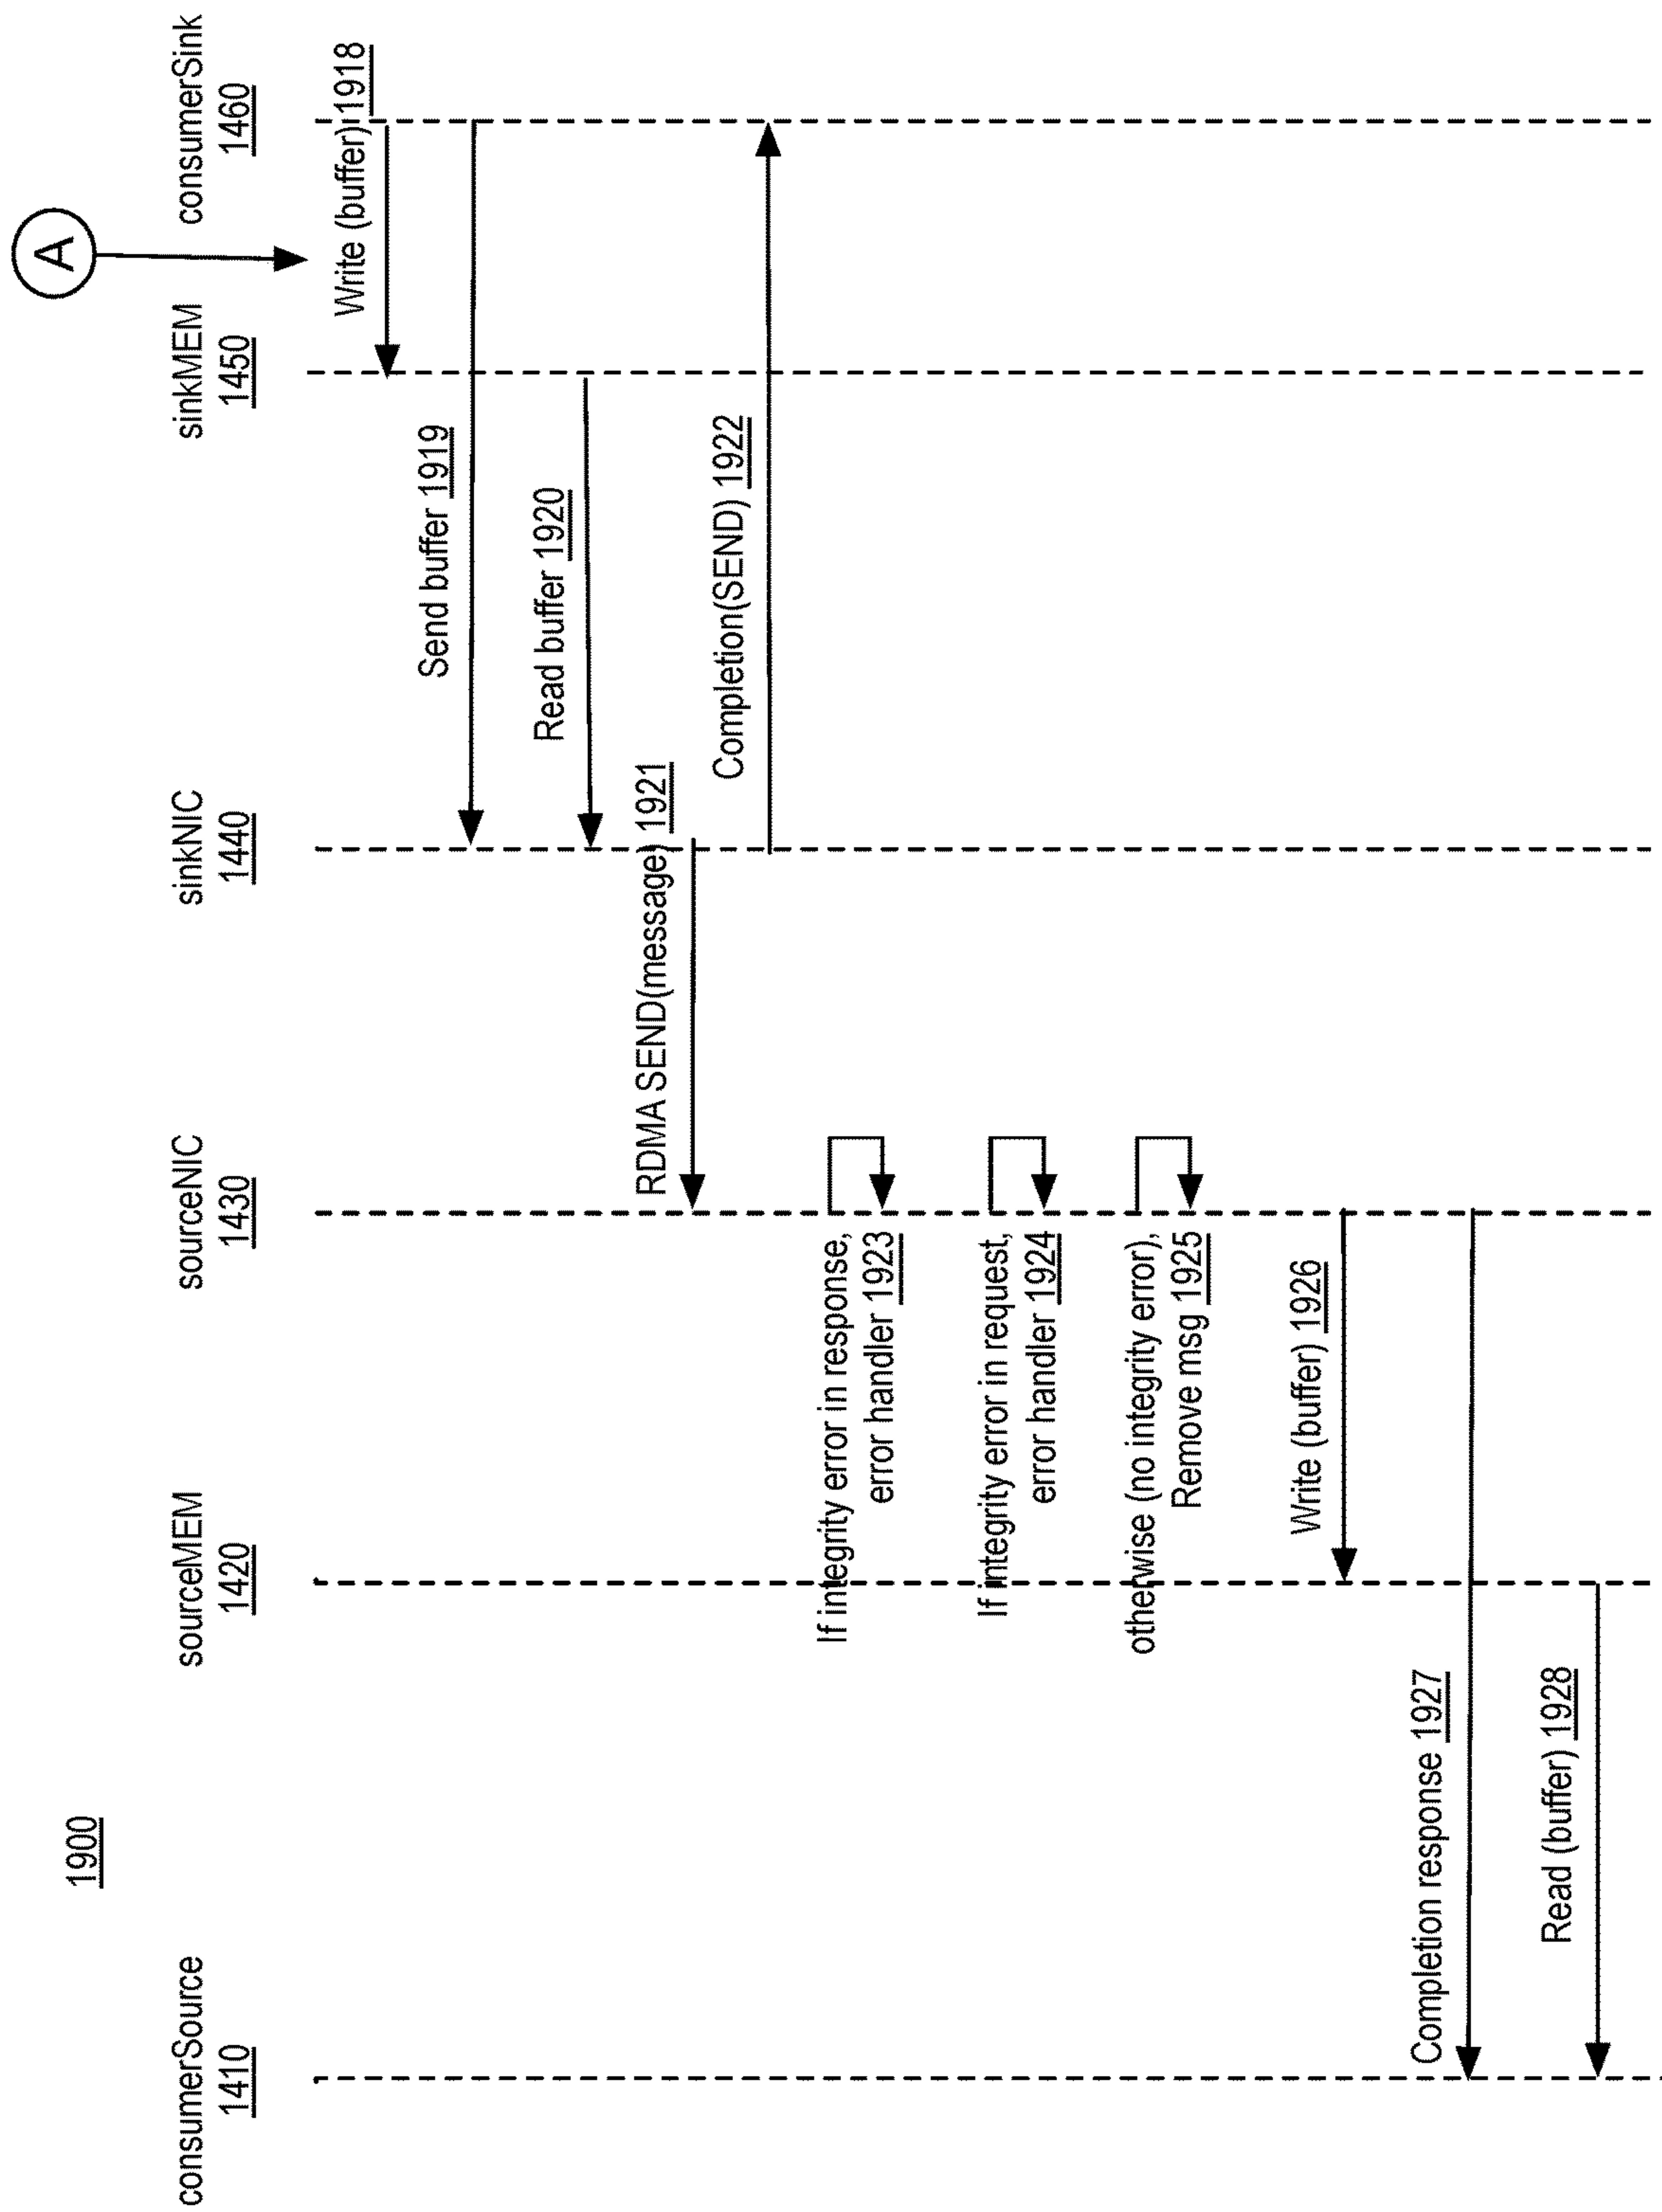 1900
A
consumerSource
1410
sourceMEM
1420
sourceNIC
1430
sinkNIC
1440
sinkMEM
1450
consumerSink
1460
Write (buffer) 1918
Send buffer 1919
Read buffer 1920
RDMA SEND(message) 1921
Completion(SEND) 1922
If integrity error in response,
error handler 1923
If integrity error in request,
error handler 1924
otherwise (no integrity error),
Remove msg 1925
Write (buffer) 1926
Completion response 1927
Read (buffer) 1928